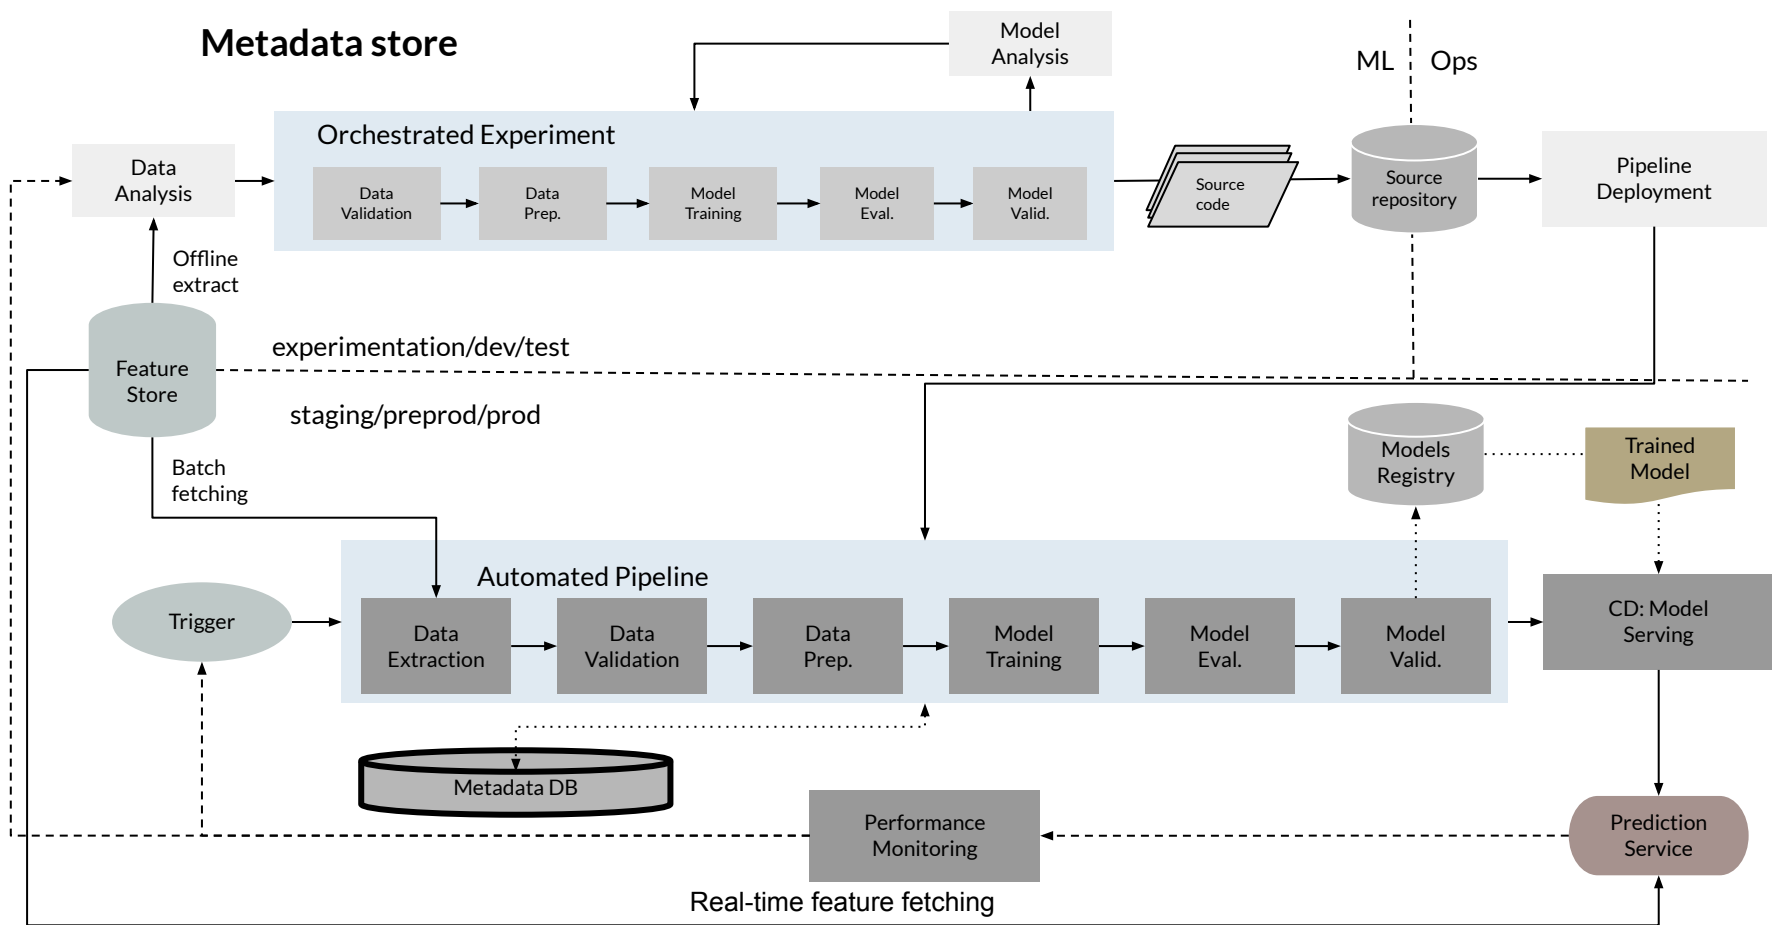 Metadata store
Model
Analysis
ML
Ops
Orchestrated Experiment
Data
Analysis
Data
Validation
Data
Prep.
Model
Training
Model
Eval.
Model
Valid.
Source
code
Source
repository
Pipeline
Deployment
Offline
extract
Feature
Store
experimentation/dev/test
staging/preprod/prod
Batch
fetching
Models
Registry
Trained
Model
Automated Pipeline
Trigger
Data
Extraction
Data
Validation
Data
Prep.
Model
Training
Model
Eval.
Model
Valid.
CD: Model
Serving
Metadata DB
Performance
Monitoring
Prediction
Service
Real-time feature fetching